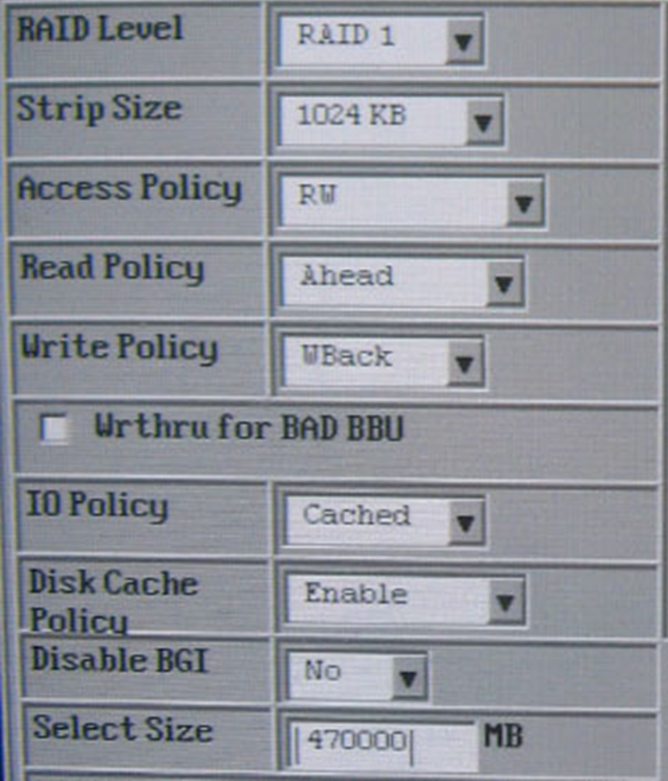 RAID Level RAID 1
Strip Size 1024 KB
Access Policy RW
Read Policy Ahead
Write Policy WBack
Wrthru for BAD BBU
IO Policy Cached
Disk Cache Enable
Policy
Disable BGI No
Select Size 470000 MB